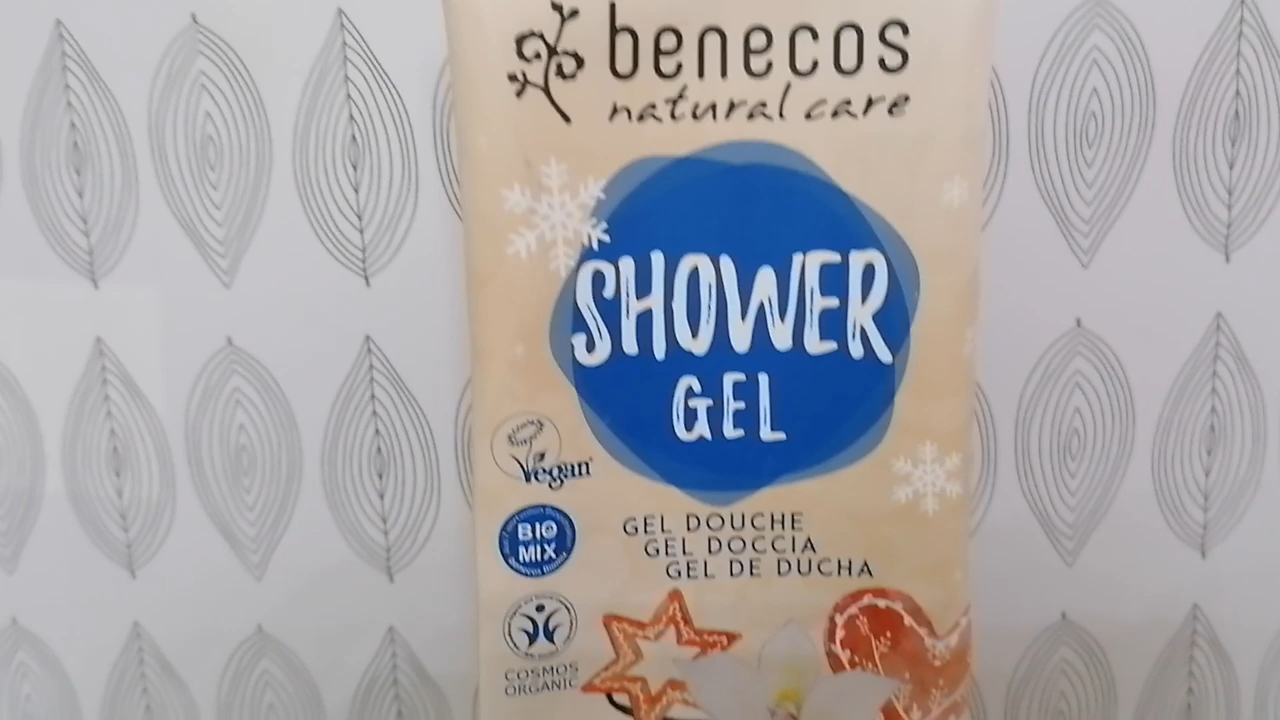 benecos
natural care
SHOWER
GEL
Vegan
BIO
MIX
GEL DOUCHE
GEL DOCCIA
GEL DE DUCHA
COSMOS
ORGANIC